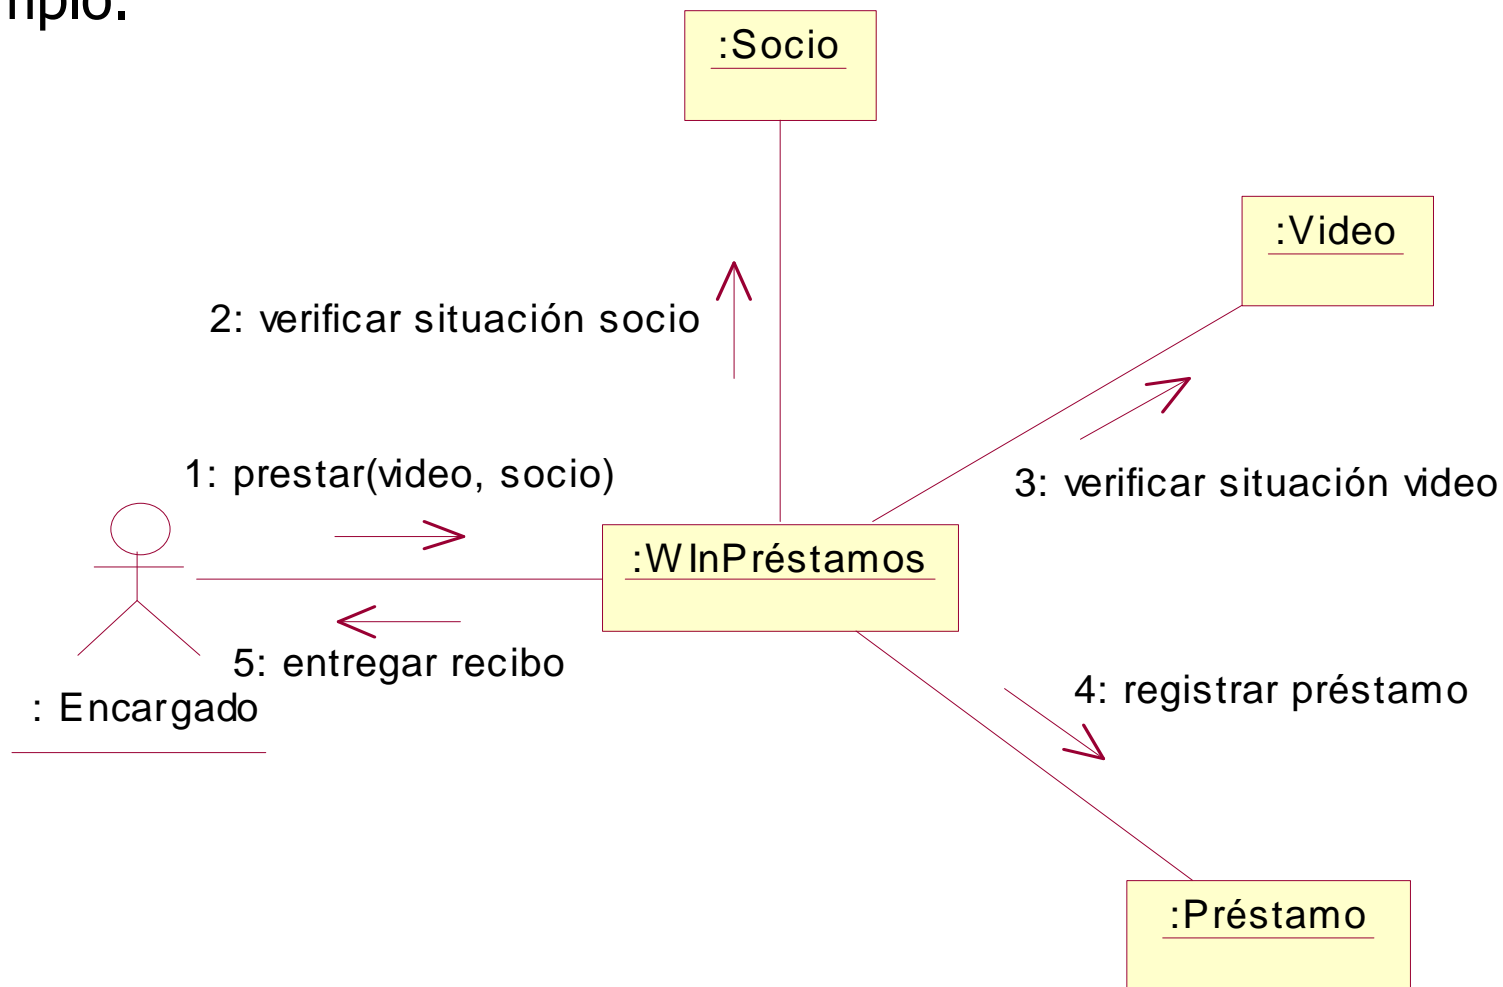 mplo:
:Socio
:Video
2: verificar situación socio
1: prestar(video, socio)
3: verificar situación video
:WInPréstamos
5: entregar recibo
: Encargado
4: registrar préstamo
:Préstamo